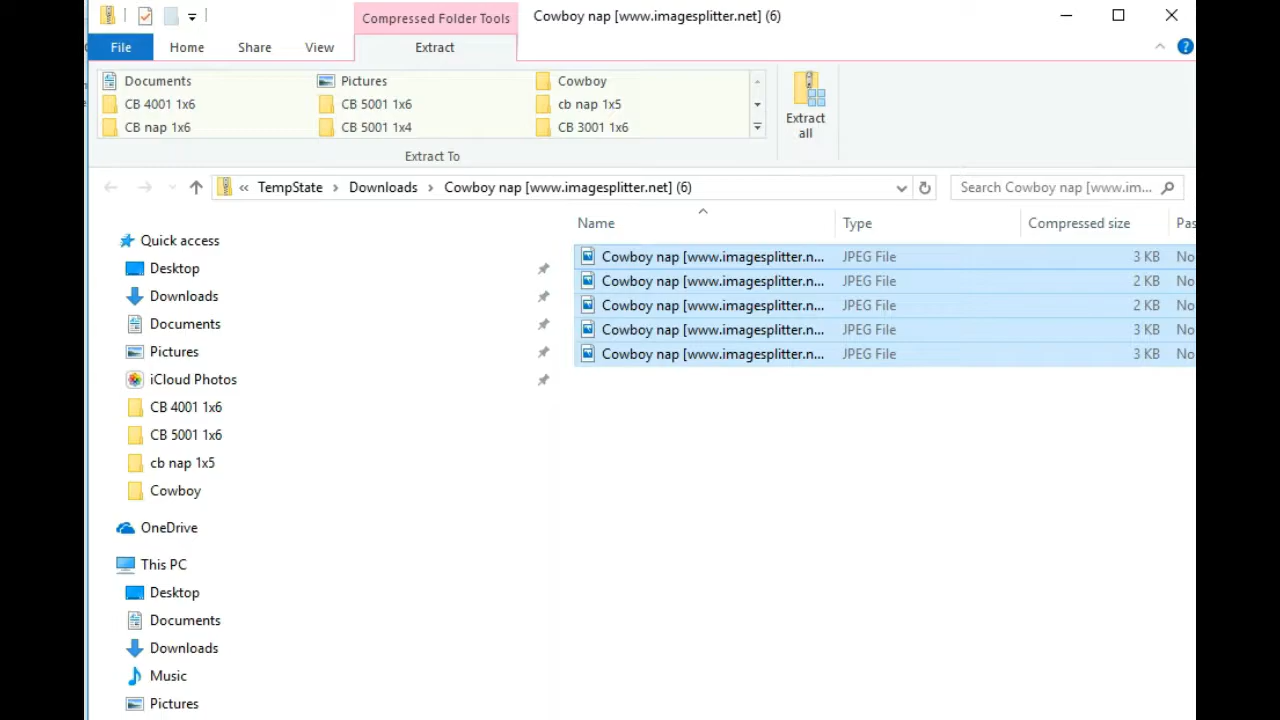 Compressed Folder Tools
Cowboy nap [www.imagesplitter.net] (6)
File
Home
Share
View
Extract
Documents
Pictures
Cowboy
CB 4001 1x6
CB 5001 1x6
cb nap 1x5
CB nap 1x6
CB 5001 1x4
CB 3001 1x6
Extract all
Extract To
« TempState › Downloads › Cowboy nap [www.imagesplitter.net] (6)
Search Cowboy nap [www.im...
Name
Type
Compressed size
Pas
Cowboy nap [www.imagesplitter.n... JPEG File 3 KB No
Cowboy nap [www.imagesplitter.n... JPEG File 2 KB No
Cowboy nap [www.imagesplitter.n... JPEG File 2 KB No
Cowboy nap [www.imagesplitter.n... JPEG File 3 KB No
Cowboy nap [www.imagesplitter.n... JPEG File 3 KB No
Quick access
Desktop
Downloads
Documents
Pictures
iCloud Photos
CB 4001 1x6
CB 5001 1x6
cb nap 1x5
Cowboy
OneDrive
This PC
Desktop
Documents
Downloads
Music
Pictures